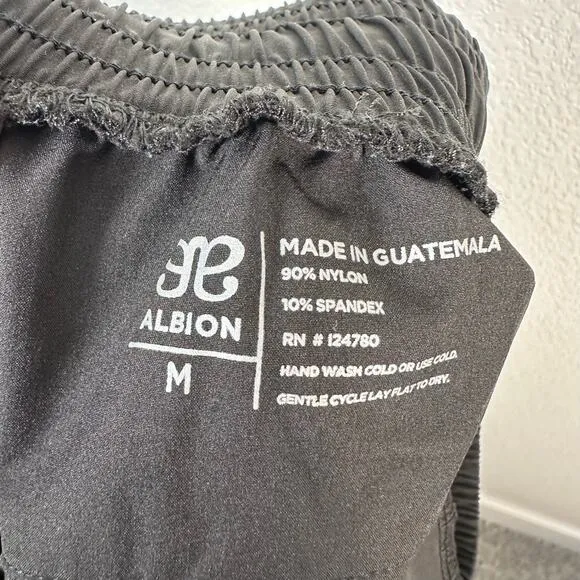 ALBION
M
MADE IN GUATEMALA
90% NYLON
10% SPANDEX
RN # 124780
HAND WASH COLD OR USE COLD.
GENTLE CYCLE LAY FLAT TO DRY.